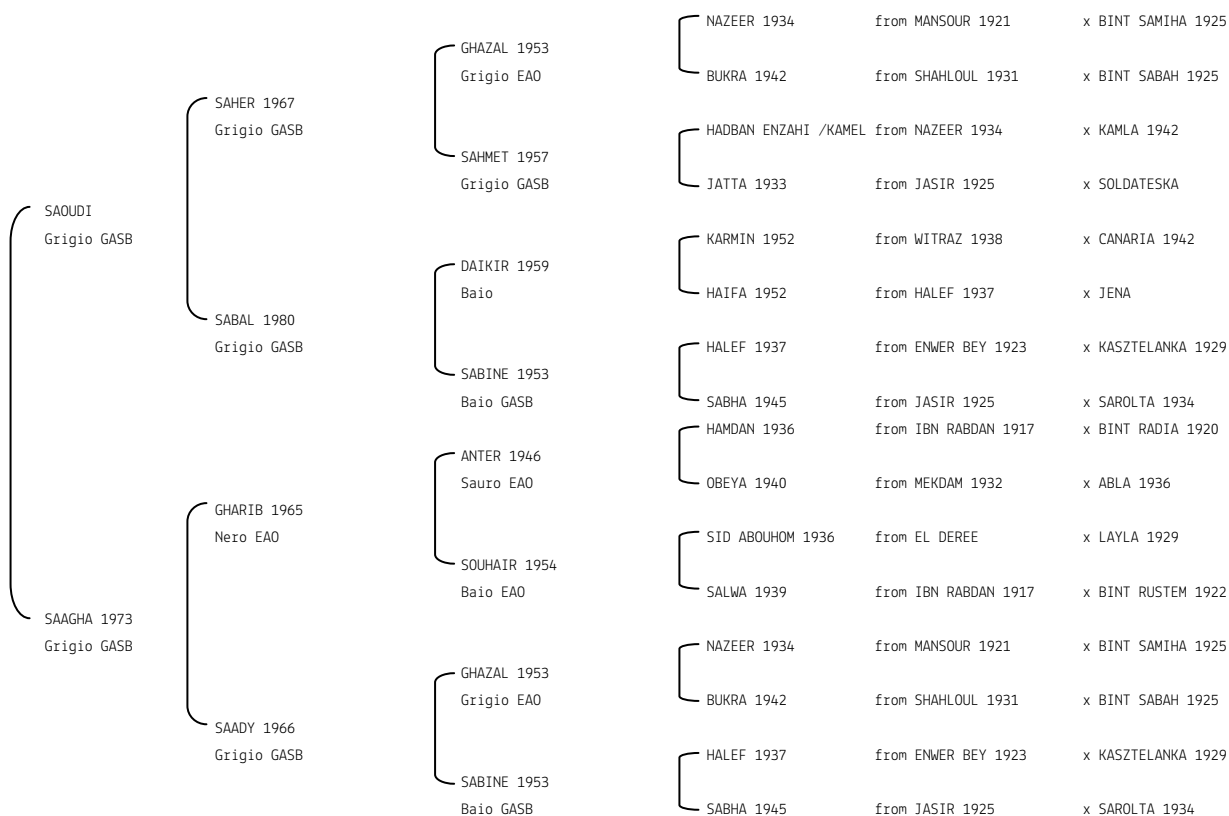 NAZEER 1934 from MANSOUR 1921 x BINT SAMIHA 1925
GHAZAL 1953
Grigio EAO
BUKRA 1942 from SHAHLOUL 1931 x BINT SABAH 1925
SAHER 1967
Grigio GASB
HADBAN ENZAHI /KAMEL from NAZEER 1934 x KAMLA 1942
SAHMET 1957
Grigio GASB
JATTA 1933 from JASIR 1925 x SOLDATESKA
SAOUDI
Grigio GASB
KARMIN 1952 from WITRAZ 1938 x CANARIA 1942
DAIKIR 1959
Baio
HAIFA 1952 from HALEF 1937 x JENA
SABAL 1980
Grigio GASB
HALEF 1937 from ENWER BEY 1923 x KASZTELANKA 1929
SABINE 1953
Baio GASB
SABHA 1945 from JASIR 1925 x SAROLTA 1934
HAMDAN 1936 from IBN RABDAN 1917 x BINT RADIA 1920
ANTER 1946
Sauro EAO
OBEYA 1940 from MEKDAM 1932 x ABLA 1936
GHARIB 1965
Nero EAO
SID ABOUHOM 1936 from EL DEREE x LAYLA 1929
SOUHAIR 1954
Baio EAO
SALWA 1939 from IBN RABDAN 1917 x BINT RUSTEM 1922
SAAGHA 1973
Grigio GASB
NAZEER 1934 from MANSOUR 1921 x BINT SAMIHA 1925
GHAZAL 1953
Grigio EAO
BUKRA 1942 from SHAHLOUL 1931 x BINT SABAH 1925
SAADY 1966
Grigio GASB
HALEF 1937 from ENWER BEY 1923 x KASZTELANKA 1929
SABINE 1953
Baio GASB
SABHA 1945 from JASIR 1925 x SAROLTA 1934